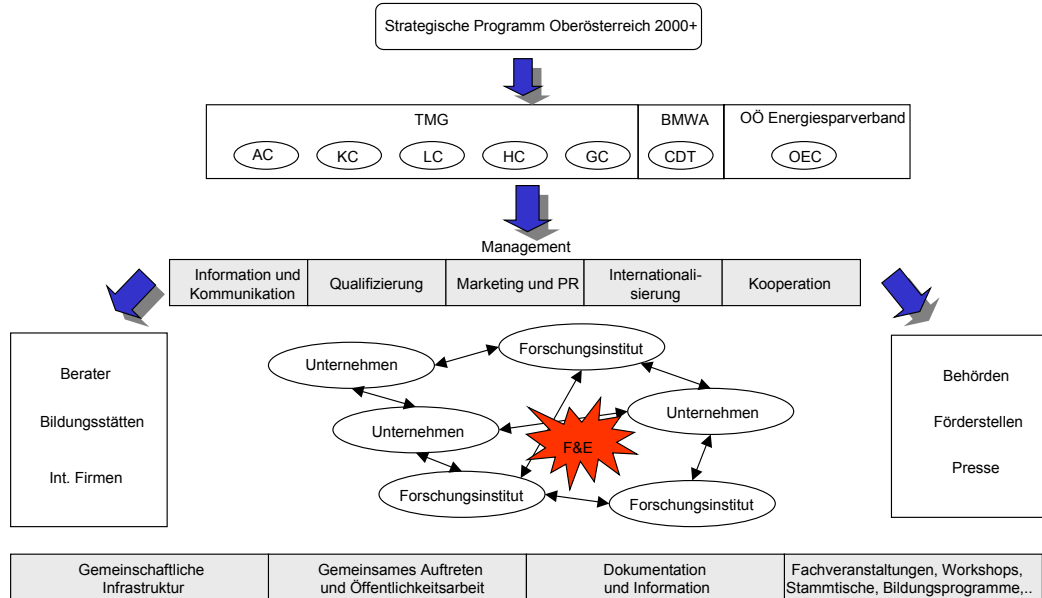 Strategische Programm Oberösterreich 2000+
TMG
BMWA
OÖ Energiesparverband
AC
KC
LC
HC
GC
CDT
OEC
Management
Information und
Kommunikation
Qualifizierung
Marketing und PR
Internationali-
sierung
Kooperation
Berater
Bildungsstätten
Int. Firmen
Unternehmen
Forschungsinstitut
Unternehmen
Unternehmen
F&E
Forschungsinstitut
Forschungsinstitut
Behörden
Förderstellen
Presse
Gemeinschaftliche
Infrastruktur
Gemeinsames Auftreten
und Öffentlichkeitsarbeit
Dokumentation
und Information
Fachveranstaltungen, Workshops,
Stammtische, Bildungsprogramme,..